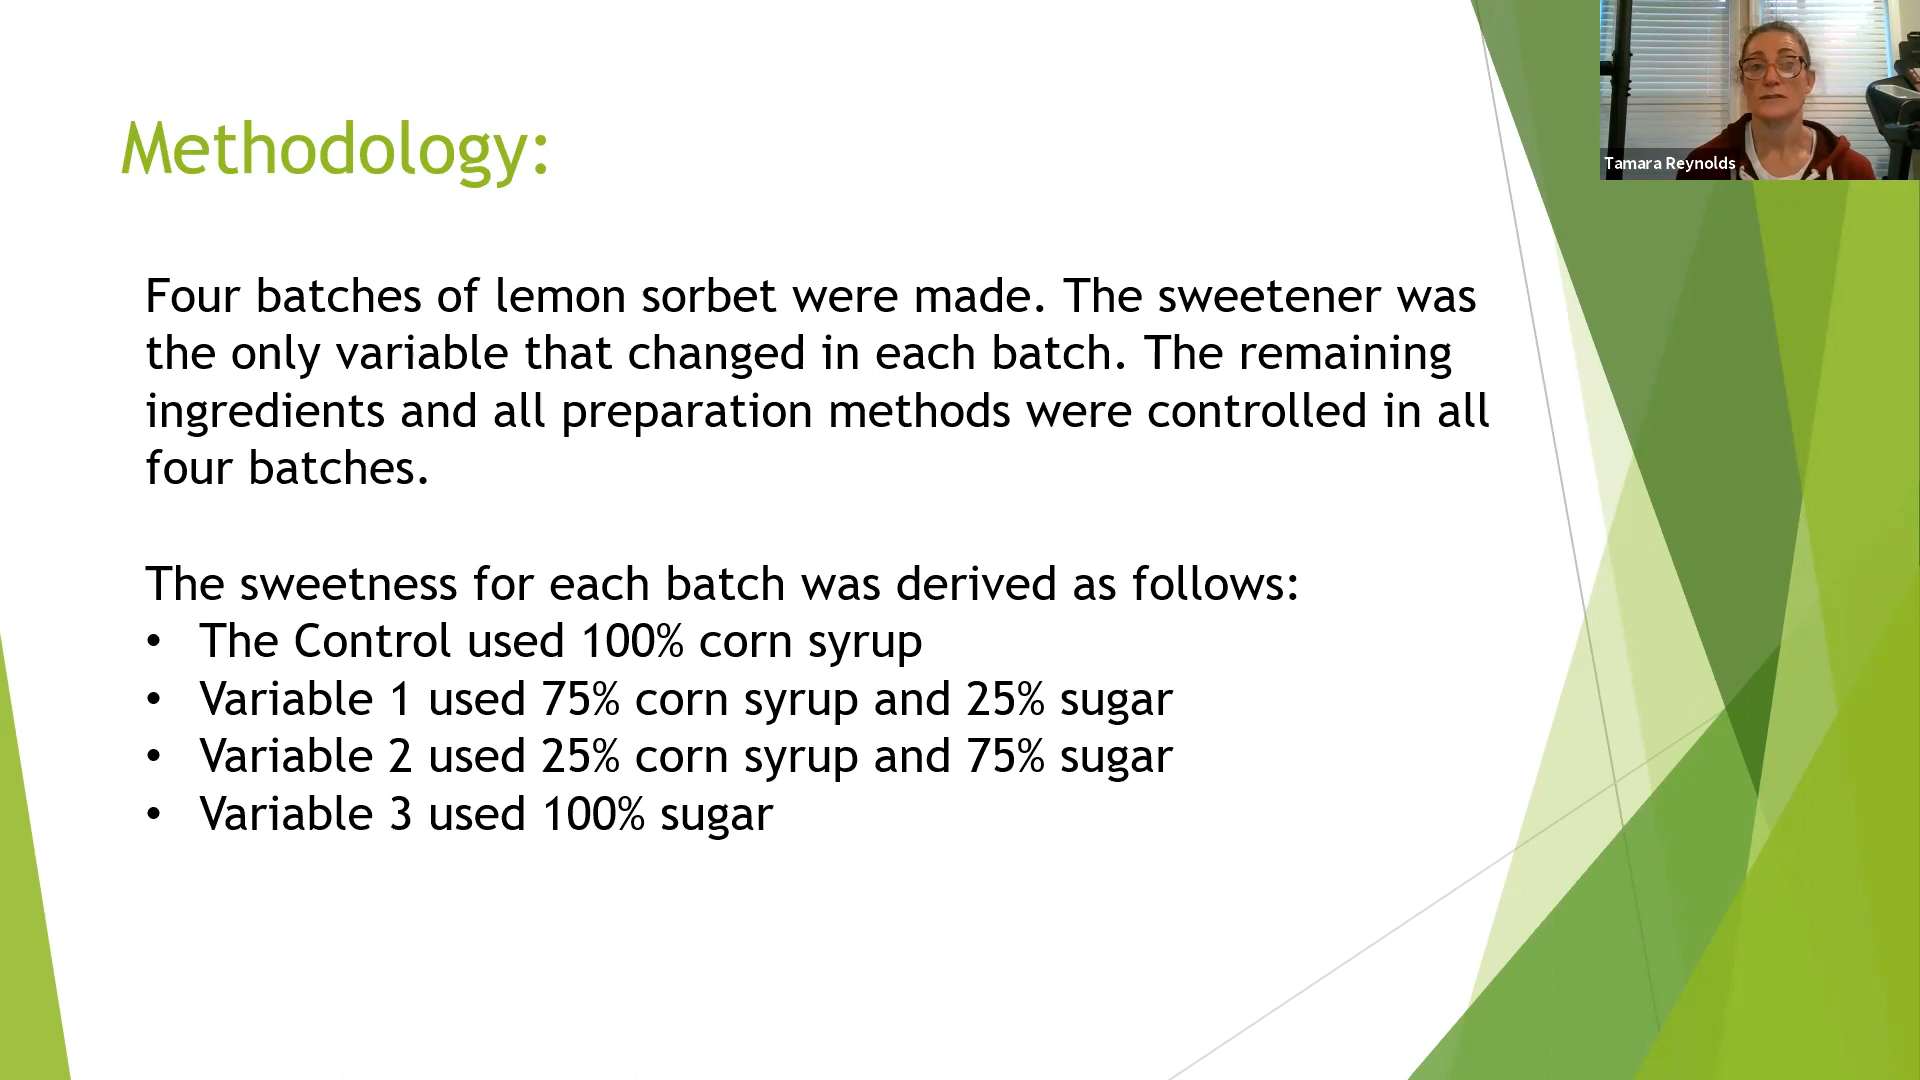 Methodology:
Tamara Reynolds
Four batches of lemon sorbet were made. The sweetener was
the only variable that changed in each batch. The remaining
ingredients and all preparation methods were controlled in all
four batches.
The sweetness for each batch was derived as follows:
• The Control used 100% corn syrup
• Variable 1 used 75% corn syrup and 25% sugar
• Variable 2 used 25% corn syrup and 75% sugar
• Variable 3 used 100% sugar